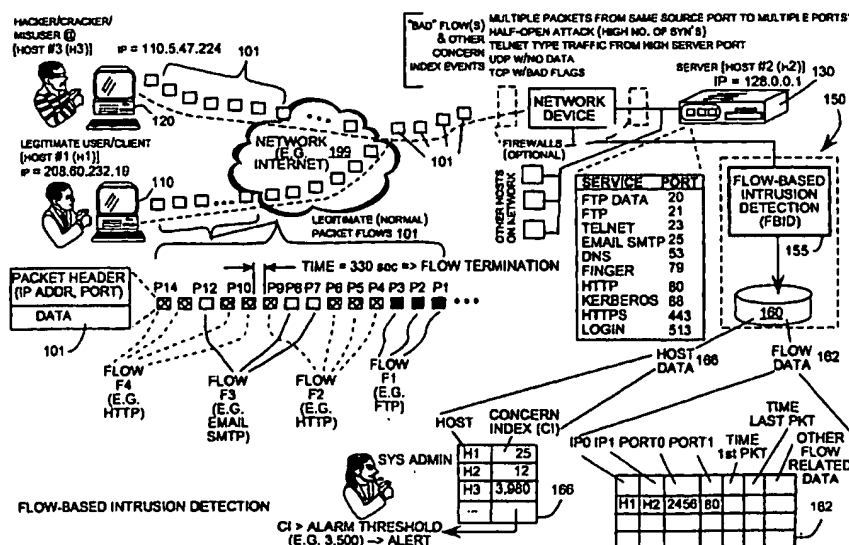 HACKER/CRACKER/
MISUSER @
[HOST #3 (H3)]
IP = 110.5.47.224
101
120
"BAD" FLOW(S)
& OTHER
CONCERN
INDEX EVENTS
MULTIPLE PACKETS FROM SAME SOURCE PORT TO MULTIPLE PORTS
HALF-OPEN ATTACK (HIGH NO. OF SYN'S)
TELNET TYPE TRAFFIC FROM HIGH SERVER PORT
UDP W/NO DATA
TCP W/BAD FLAGS
SERVER [HOST #2 (h2)]
IP = 128.0.0.1
130
150
LEGITIMATE USER/CLIENT
[HOST #1 (H1)]
IP = 208.60.232.19
110
NETWORK
(E.G.
INTERNET)
199
101
NETWORK
DEVICE
FIREWALLS
(OPTIONAL)
OTHER HOSTS
ON NETWORK
SERVICE PORT
FTP DATA 20
FTP 21
TELNET 23
EMAIL SMTP 25
DNS 53
FINGER 79
HTTP 80
KERBEROS 88
HTTPS 443
LOGIN 513
FLOW-BASED
INTRUSION
DETECTION
(FBID)
155
160
LEGITIMATE (NORMAL)
PACKET FLOWS 101
TIME = 330 sec => FLOW TERMINATION
PACKET HEADER
(IP ADDR, PORT)
DATA
101
P14 P12 P10 P9 P8 P7 P6 P5 P4 P3 P2 P1
FLOW
F4
(E.G.
HTTP)
FLOW
F3
(E.G.
EMAIL
SMTP)
FLOW
F2
(E.G.
HTTP)
FLOW
F1
(E.G.
FTP)
HOST
DATA 166
FLOW
DATA 162
HOST
CONCERN
INDEX (CI)
H1 25
H2 12
H3 3,980
...
166
SYS ADMIN
CI > ALARM THRESHOLD
(E.G. 3,500) –> ALERT
IP0 IP1 PORT0 PORT1
TIME
1st PKT
TIME
LAST PKT
OTHER
FLOW
RELATED
DATA
H1 H2 2456 80
162
FLOW-BASED INTRUSION DETECTION